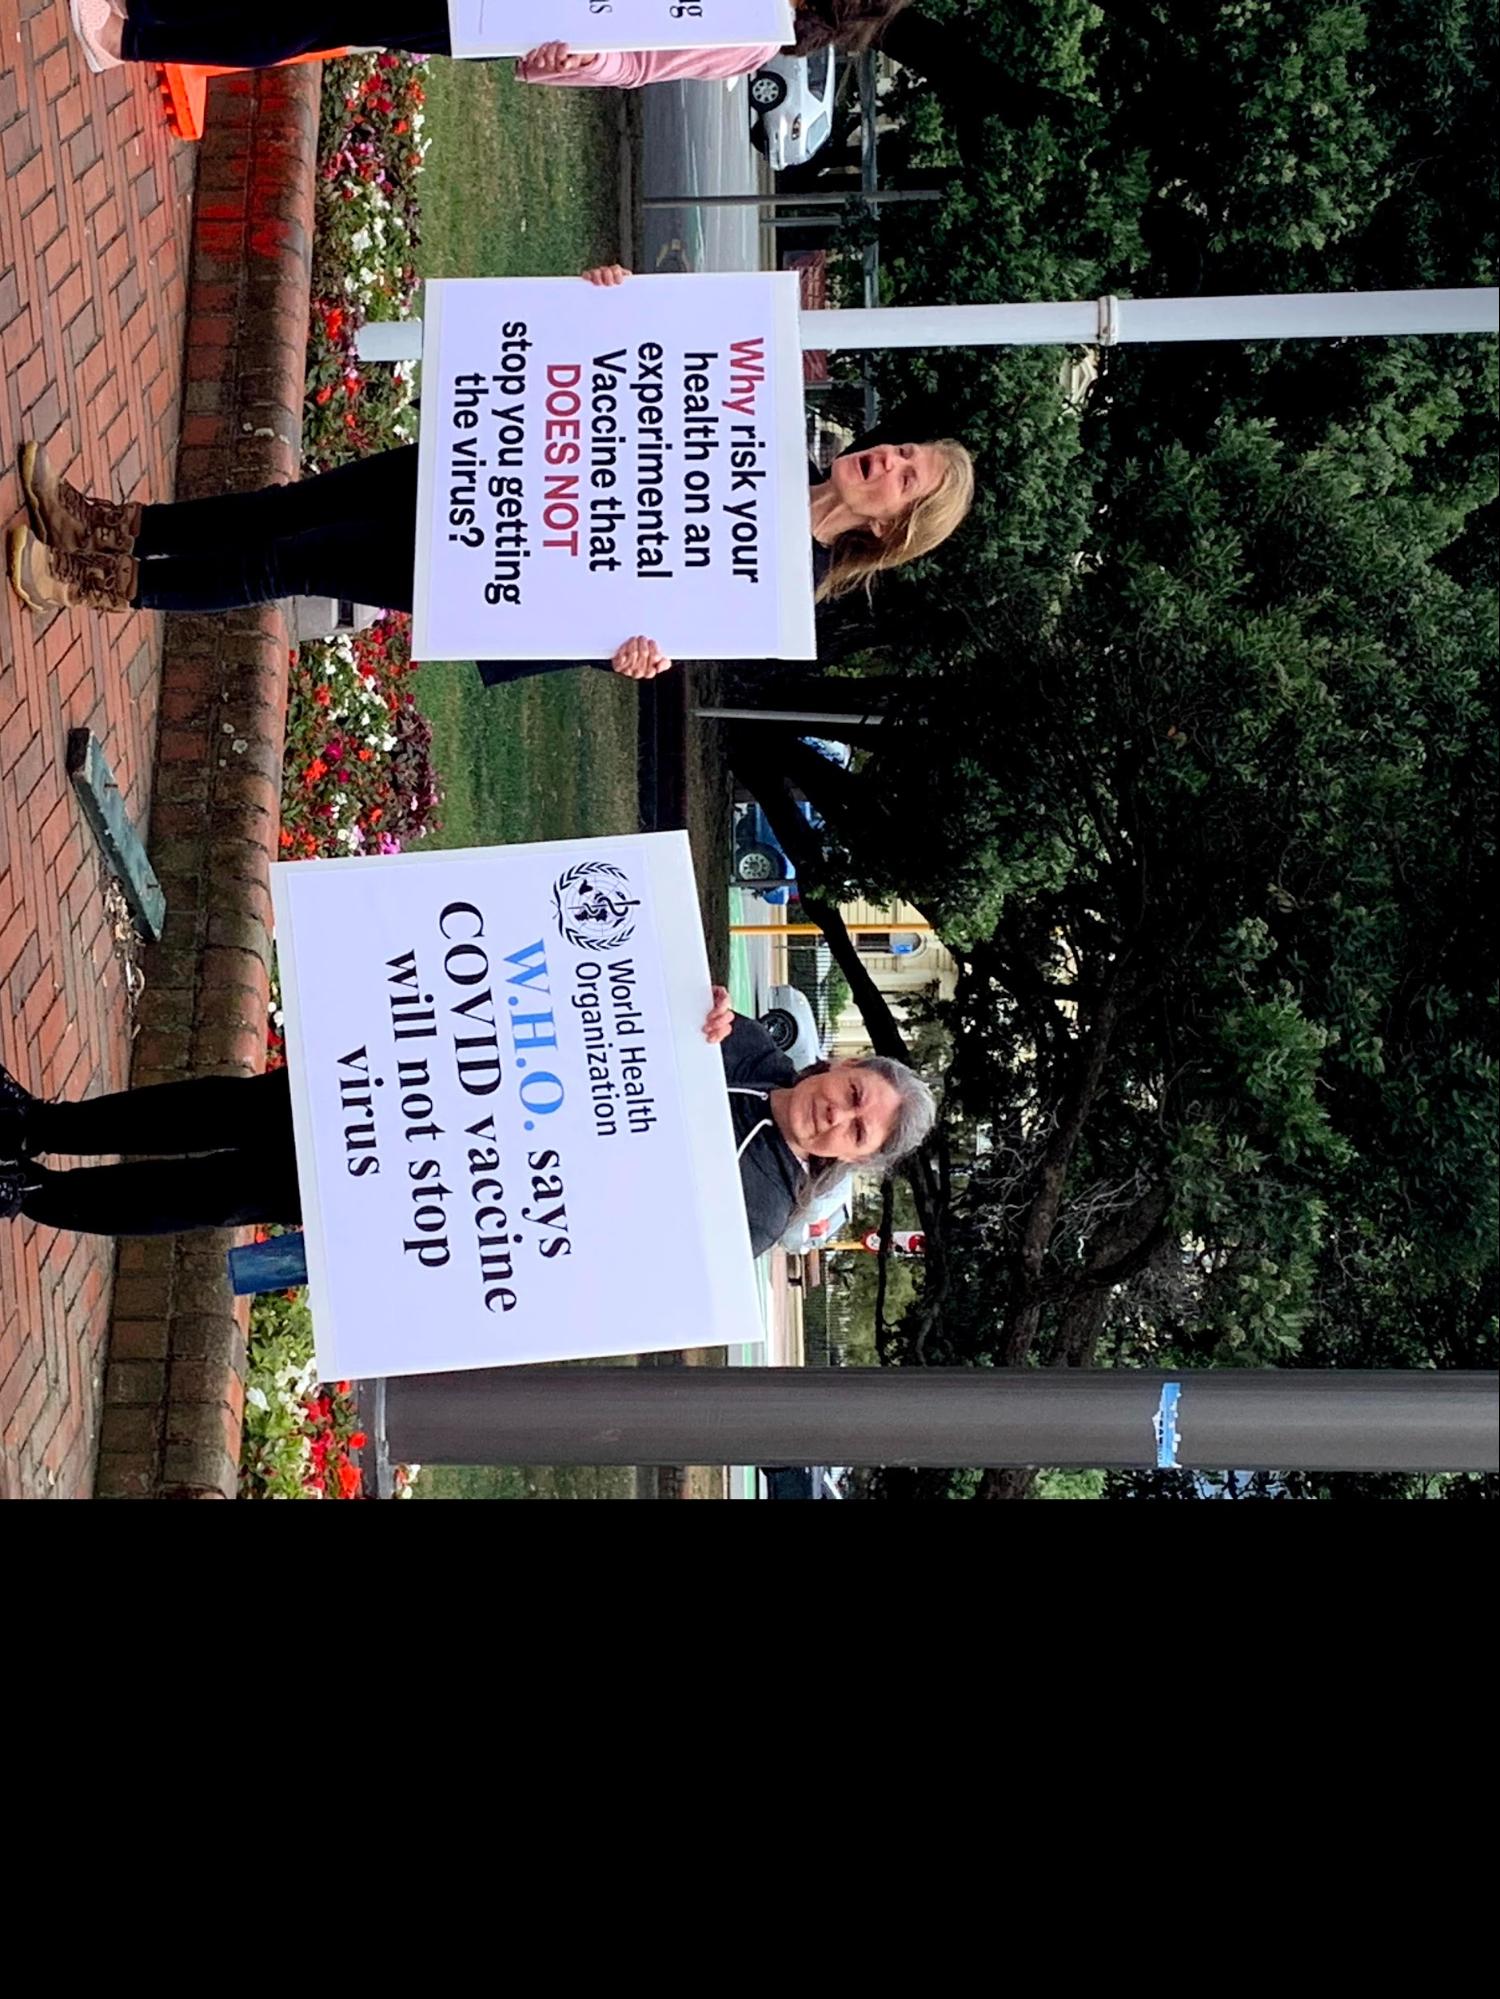 Why risk your
health on an
experimental
Vaccine that
DOES NOT
stop you getting
the virus?
World Health
Organization
W.H.O. says
COVID vaccine
will not stop
virus